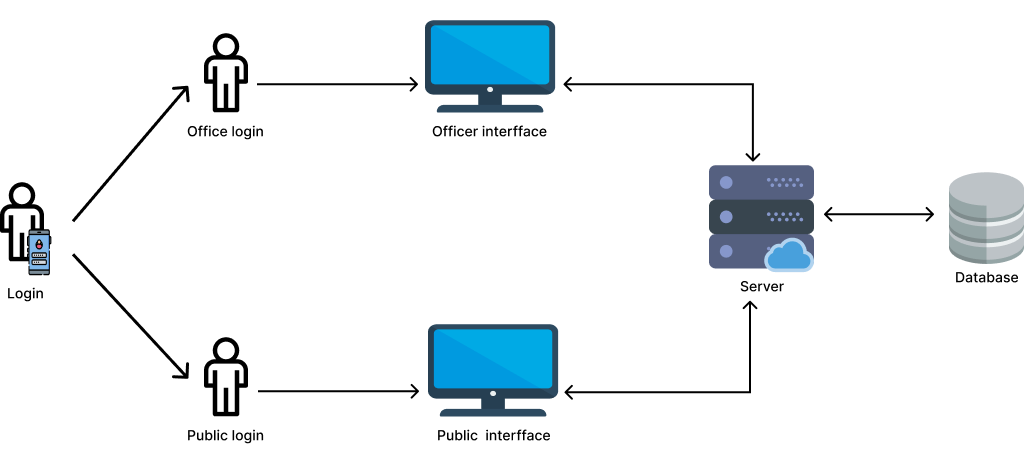 Office login
Officer interfface
Login
Server
Database
Public login
Public interfface